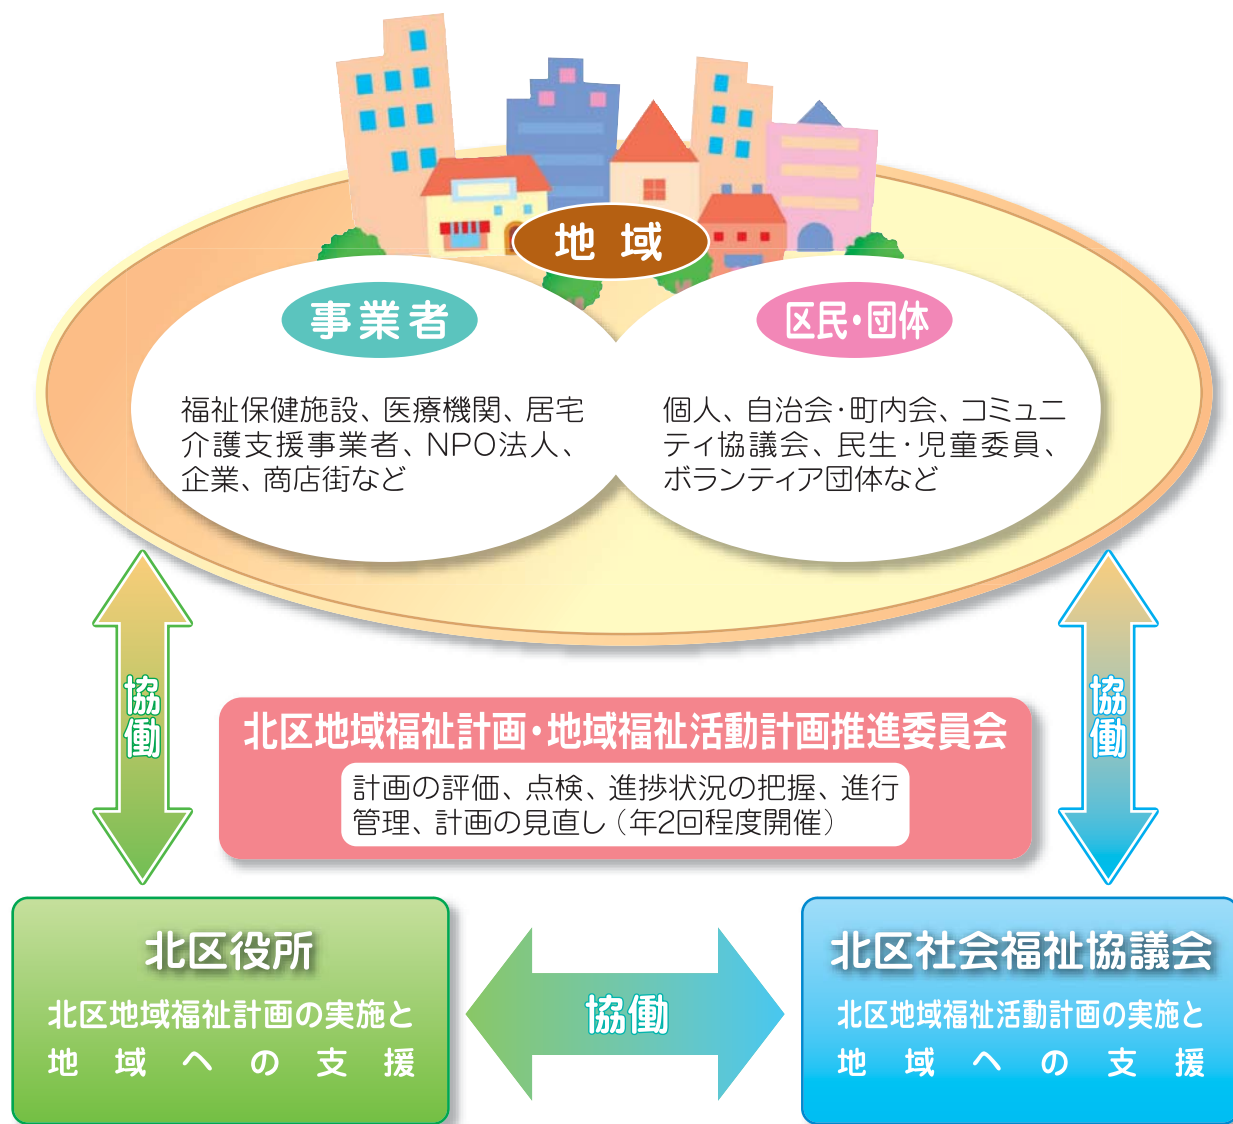 地域
事業者
福祉保健施設、医療機関、居宅
介護支援事業者、NPO法人、
企業、商店街など
区民・団体
個人、自治会・町内会、コミュニ
ティ協議会、民生・児童委員、
ボランティア団体など
協働
協働
北区地域福祉計画・地域福祉活動計画推進委員会
計画の評価、点検、進捗状況の把握、進行
管理、計画の見直し（年2回程度開催）
北区役所
北区地域福祉計画の実施と
地域への支援
協働
北区社会福祉協議会
北区地域福祉活動計画の実施と
地域への支援